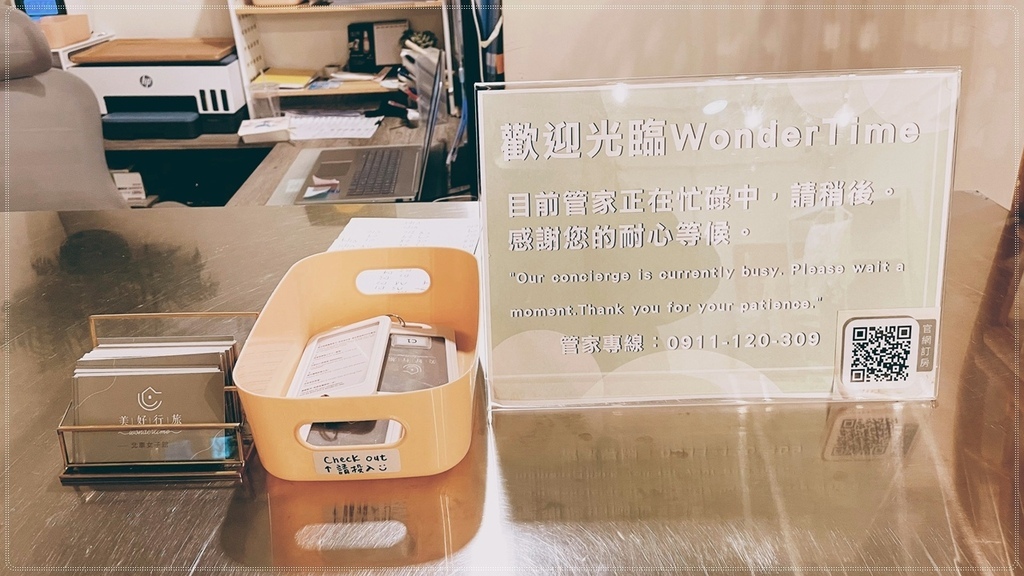 hp
歡迎光臨WonderTime
目前管家正在忙碌中，請稍後。
感謝您的耐心等候。
"Our concierge is currently busy. Please wait a
moment.Thank you for your patience."
管家專線：0911-120-309
官網訂房
美好行旅
Check out
↑請投入